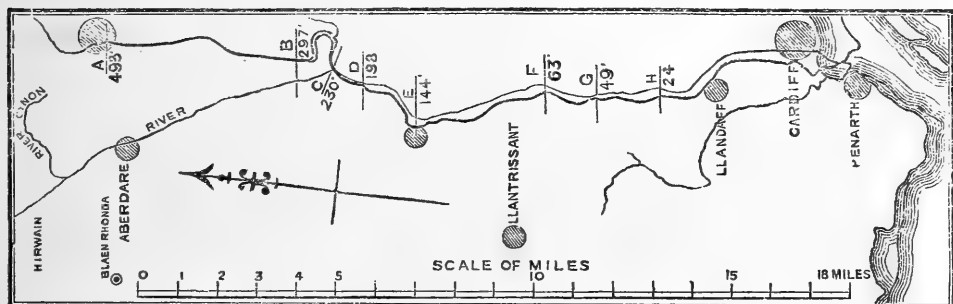 A
493'
B
297'
C
230'
D
193
E
144'
F
63'
G
49'
H
24'
RIVER CYNON
RIVER
HIRWAIN
BLAEN RHONDA
ABERDARE
LLANTRISSANT
LLANDAFF
CARDIFF
PENARTH
SCALE OF MILES
0 1 2 3 4 5 10 15 18 MILES